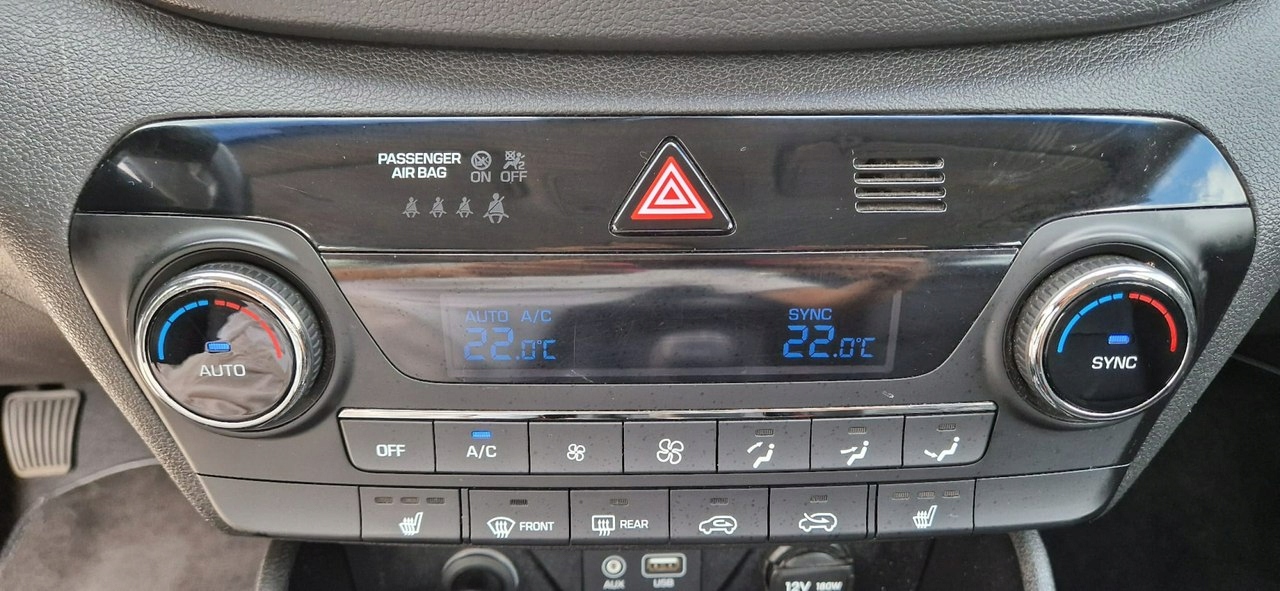 PASSENGER
AIR BAG
ON OFF
AUTO A/C
22.0°C
SYNC
22.0°C
AUTO
SYNC
OFF
A/C
FRONT
REAR
AUX
USB
12V 180W